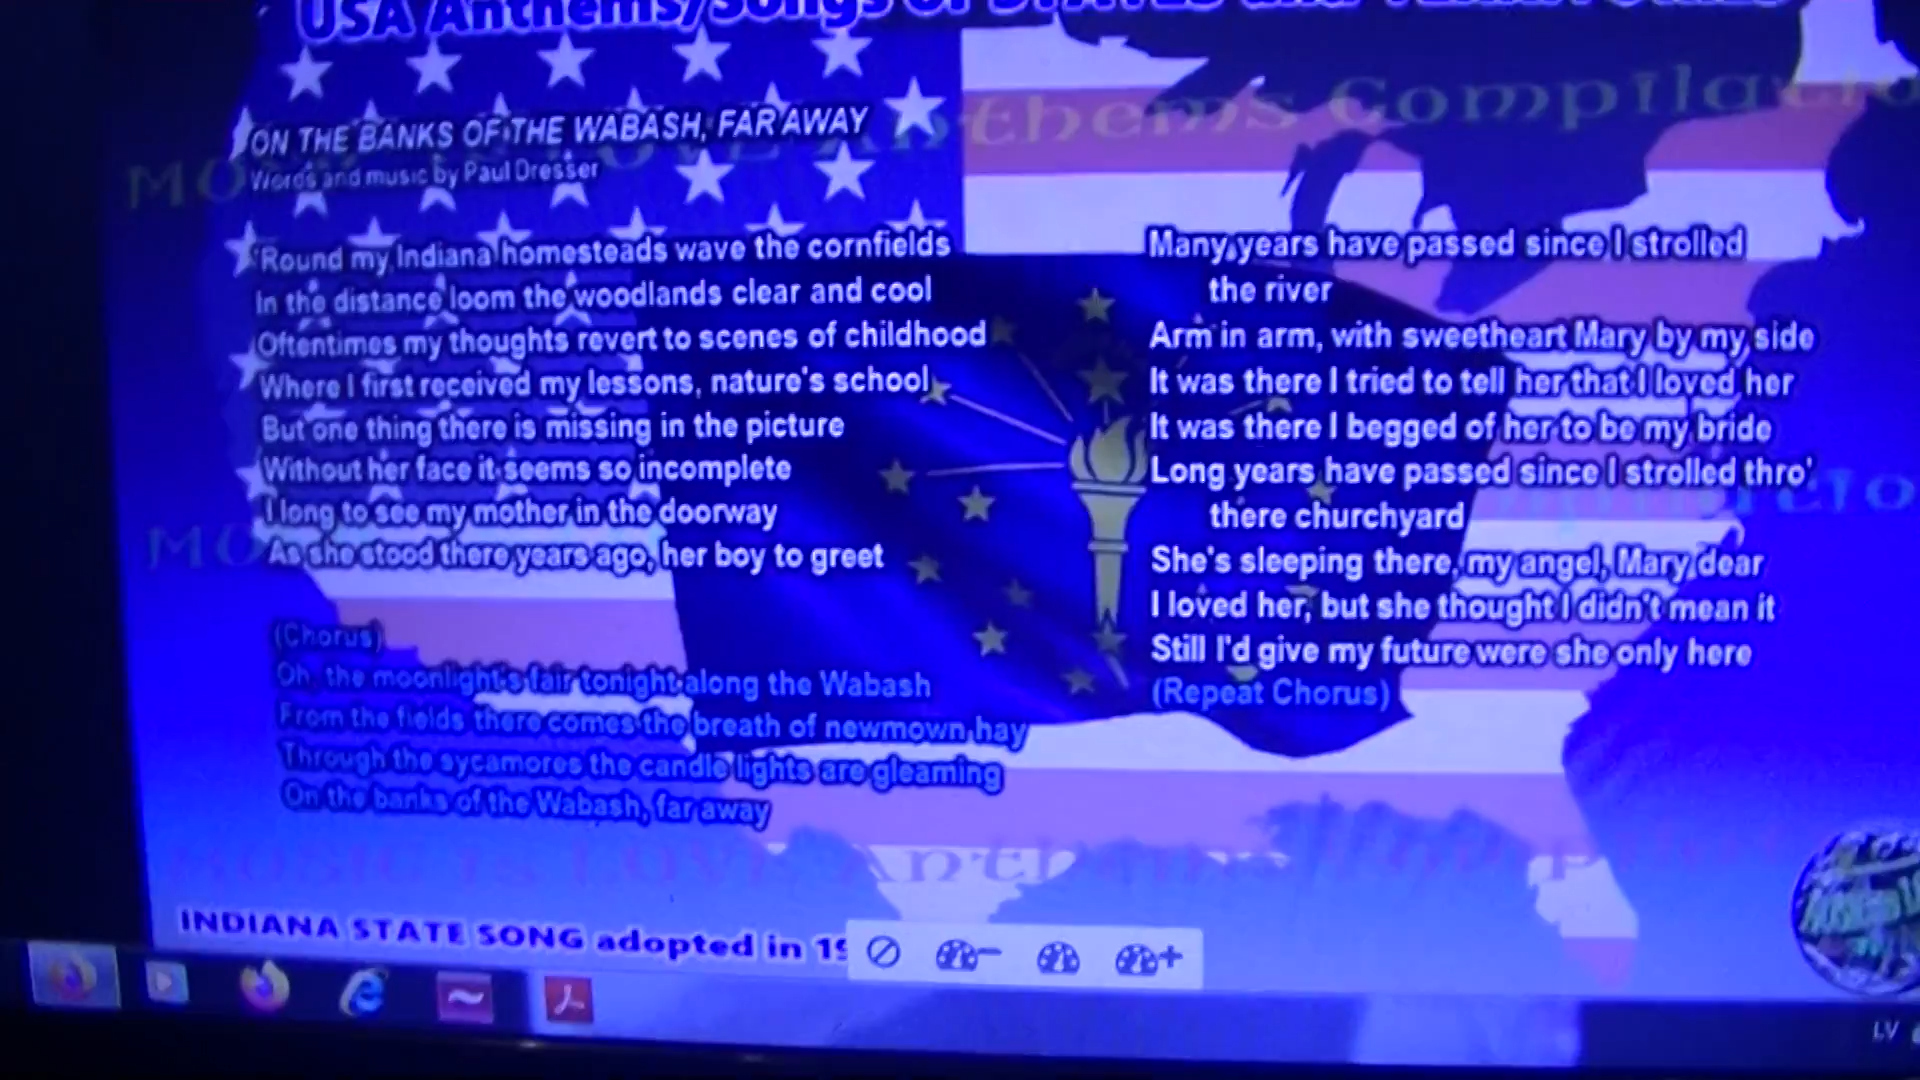 USA Anthems/Songs of STATES and
ON THE BANKS OF THE WABASH, FAR AWAY
Words and music by Paul Dresser
'Round my Indiana homesteads wave the cornfields
In the distance loom the woodlands clear and cool
Oftentimes my thoughts revert to scenes of childhood
Where I first received my lessons, nature's school
But one thing there is missing in the picture
Without her face it seems so incomplete
I long to see my mother in the doorway
As she stood there years ago, her boy to greet
(Chorus)
Oh, the moonlight's fair tonight along the Wabash
From the fields there comes the breath of newmown hay
Through the sycamores the candle lights are gleaming
On the banks of the Wabash, far away
Many years have passed since I strolled
the river
Arm in arm, with sweetheart Mary by my side
It was there I tried to tell her that I loved her
It was there I begged of her to be my bride
Long years have passed since I strolled thro'
there churchyard
She's sleeping there, my angel, Mary dear
I loved her, but she thought I didn't mean it
Still I'd give my future were she only here
(Repeat Chorus)
INDIANA STATE SONG adopted in 19
LV